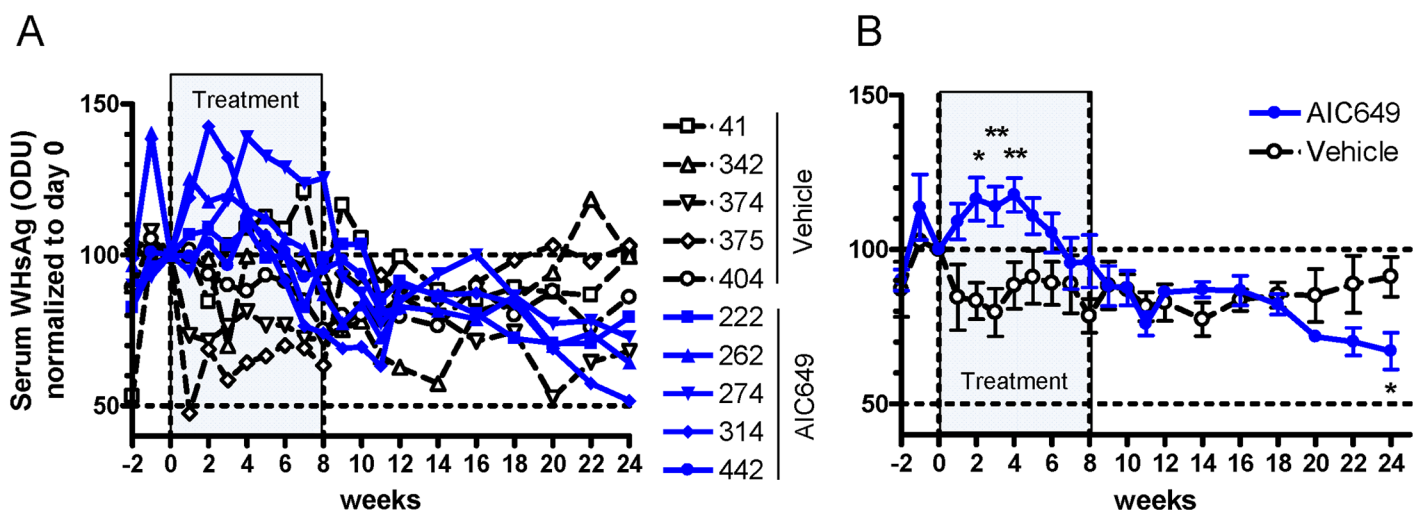 A
B
Serum WHsAg (ODU)
normalized to day 0
150
100
50
Treatment
-2 0 2 4 6 8 10 12 14 16 18 20 22 24
weeks
41
342
374
375
404
222
262
274
314
442
Vehicle
AIC649
150
100
50
** 
* **
Treatment
*
AIC649
Vehicle
-2 0 2 4 6 8 10 12 14 16 18 20 22 24
weeks